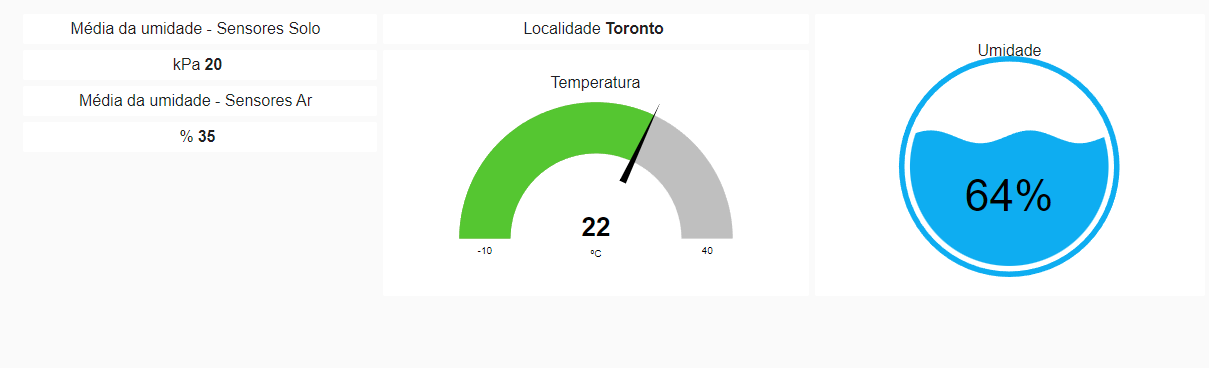 Média da umidade - Sensores Solo
kPa 20
Média da umidade - Sensores Ar
% 35
Localidade Toronto
Temperatura
22
ºC
-10
40
Umidade
64%